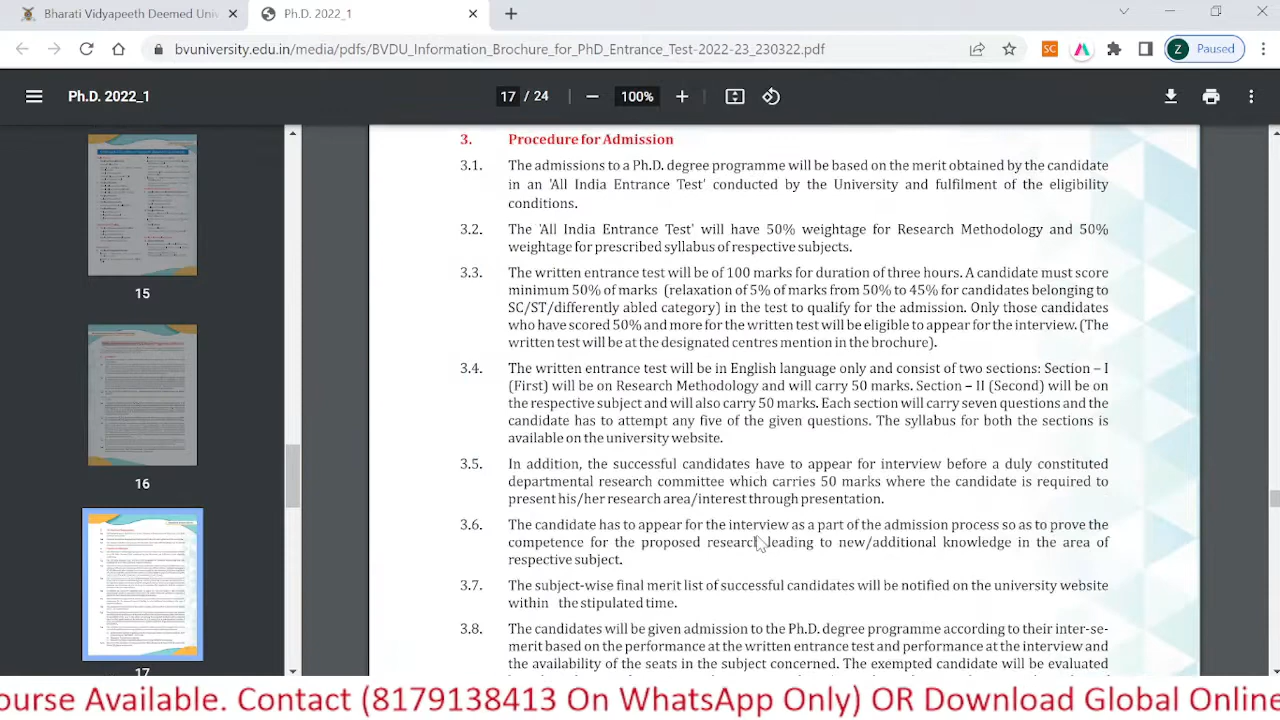 Bharati Vidyapeeth Deemed Univ
Ph.D. 2022_1
bvuniversity.edu.in/media/pdfs/BVDU_Information_Brochure_for_PhD_Entrance_Test-2022-23_230322.pdf
SC
Z
Paused
Ph.D. 2022_1
17 / 24
100%
15
16
17
3. Procedure for Admission
3.1. The admission to Ph.D. degree programme will be based on the merit obtained by the candidate
in an 'All India Entrance Test' conducted by the University and fulfilment of the eligibility
conditions.
3.2. The All India Entrance Test will have 50% weightage for Research Methodology and 50%
weightage for prescribed syllabus of respective subjects.
3.3. The written entrance test will be of 100 marks for duration of three hours. A candidate must score
minimum 50% of marks (relaxation of 5% of marks from 50% to 45% for candidates belonging to
SC/ST/differently abled category) in the test to qualify for the admission. Only those candidates
who have scored 50% and more for the written test will be eligible to appear for the interview. (The
written test will be at the designated centres mention in the brochure).
3.4. The written entrance test will be in English language only and consist of two sections: Section – I
(First) will be on Research Methodology and will carry 50 marks. Section – II (Second) will be on
the respective subject and will also carry 50 marks. Each section will carry seven questions and the
candidate has to attempt any five of the given questions. The syllabus for both the sections is
available on the university website.
3.5. In addition, the successful candidates have to appear for interview before a duly constituted
departmental research committee which carries 50 marks where the candidate is required to
present his/her research area/interest through presentation.
3.6. The candidate has to appear for the interview as part of the admission process so as to prove the
competence for the proposed research leading to new/additional knowledge in the area of
respective subject.
3.7. The subject wise final merit list of successful candidates will be notified on the university website
within the stipulated time.
3.8. The candidates will be given admission to the Ph.D. degree programme according to their inter-se-
merit based on the performance at the written entrance test and performance at the interview and
the availability of the seats in the subject concerned. The exempted candidate will be evaluated
ourse Available. Contact (8179138413 On WhatsApp Only) OR Download Global Online